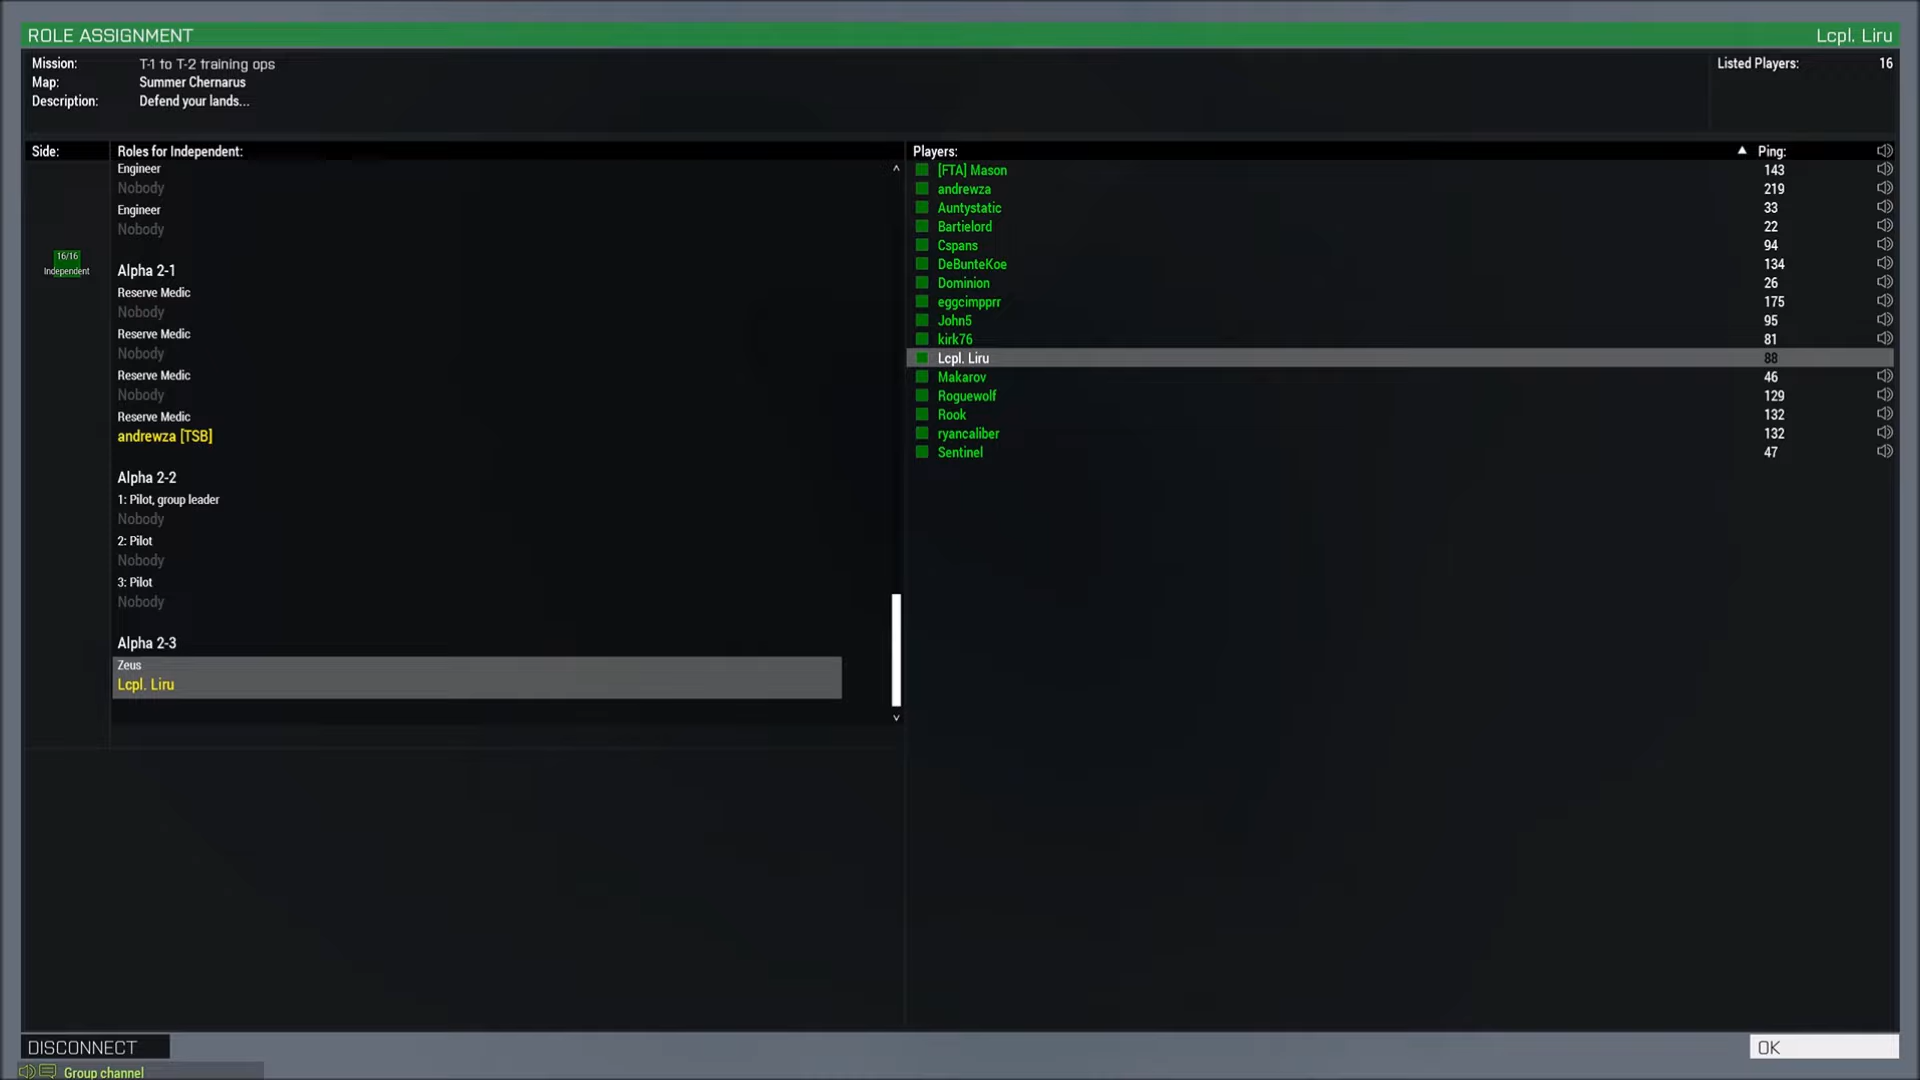 ROLE ASSIGNMENT
Lcpl. Liru
Mission: T-1 to T-2 training ops
Map: Summer Chernarus
Description: Defend your lands...
Listed Players: 16
Side:
16/16
Independent
Roles for Independent:
Engineer
Nobody
Engineer
Nobody
Alpha 2-1
Reserve Medic
Nobody
Reserve Medic
Nobody
Reserve Medic
Nobody
Reserve Medic
andrewza [TSB]
Alpha 2-2
1: Pilot, group leader
Nobody
2: Pilot
Nobody
3: Pilot
Nobody
Alpha 2-3
Zeus
Lcpl. Liru
Players: Ping:
[FTA] Mason 143
andrewza 219
Auntystatic 33
Bartielord 22
Cspans 94
DeBunteKoe 134
Dominion 26
eggcimpprr 175
John5 95
kirk76 81
Lcpl. Liru 88
Makarov 46
Roguewolf 129
Rook 132
ryancaliber 132
Sentinel 47
DISCONNECT
OK
Group channel